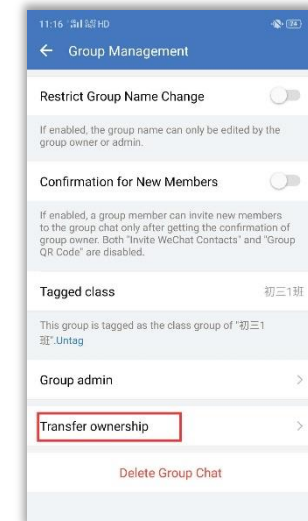 11:16
HD
24
Group Management
Restrict Group Name Change
If enabled, the group name can only be edited by the
group owner or admin.
Confirmation for New Members
If enabled, a group member can invite new members
to the group chat only after getting the confirmation of
group owner. Both "Invite WeChat Contacts" and "Group
QR Code" are disabled.
Tagged class 初三1班
This group is tagged as the class group of "初三1
班".Untag
Group admin
Transfer ownership
Delete Group Chat